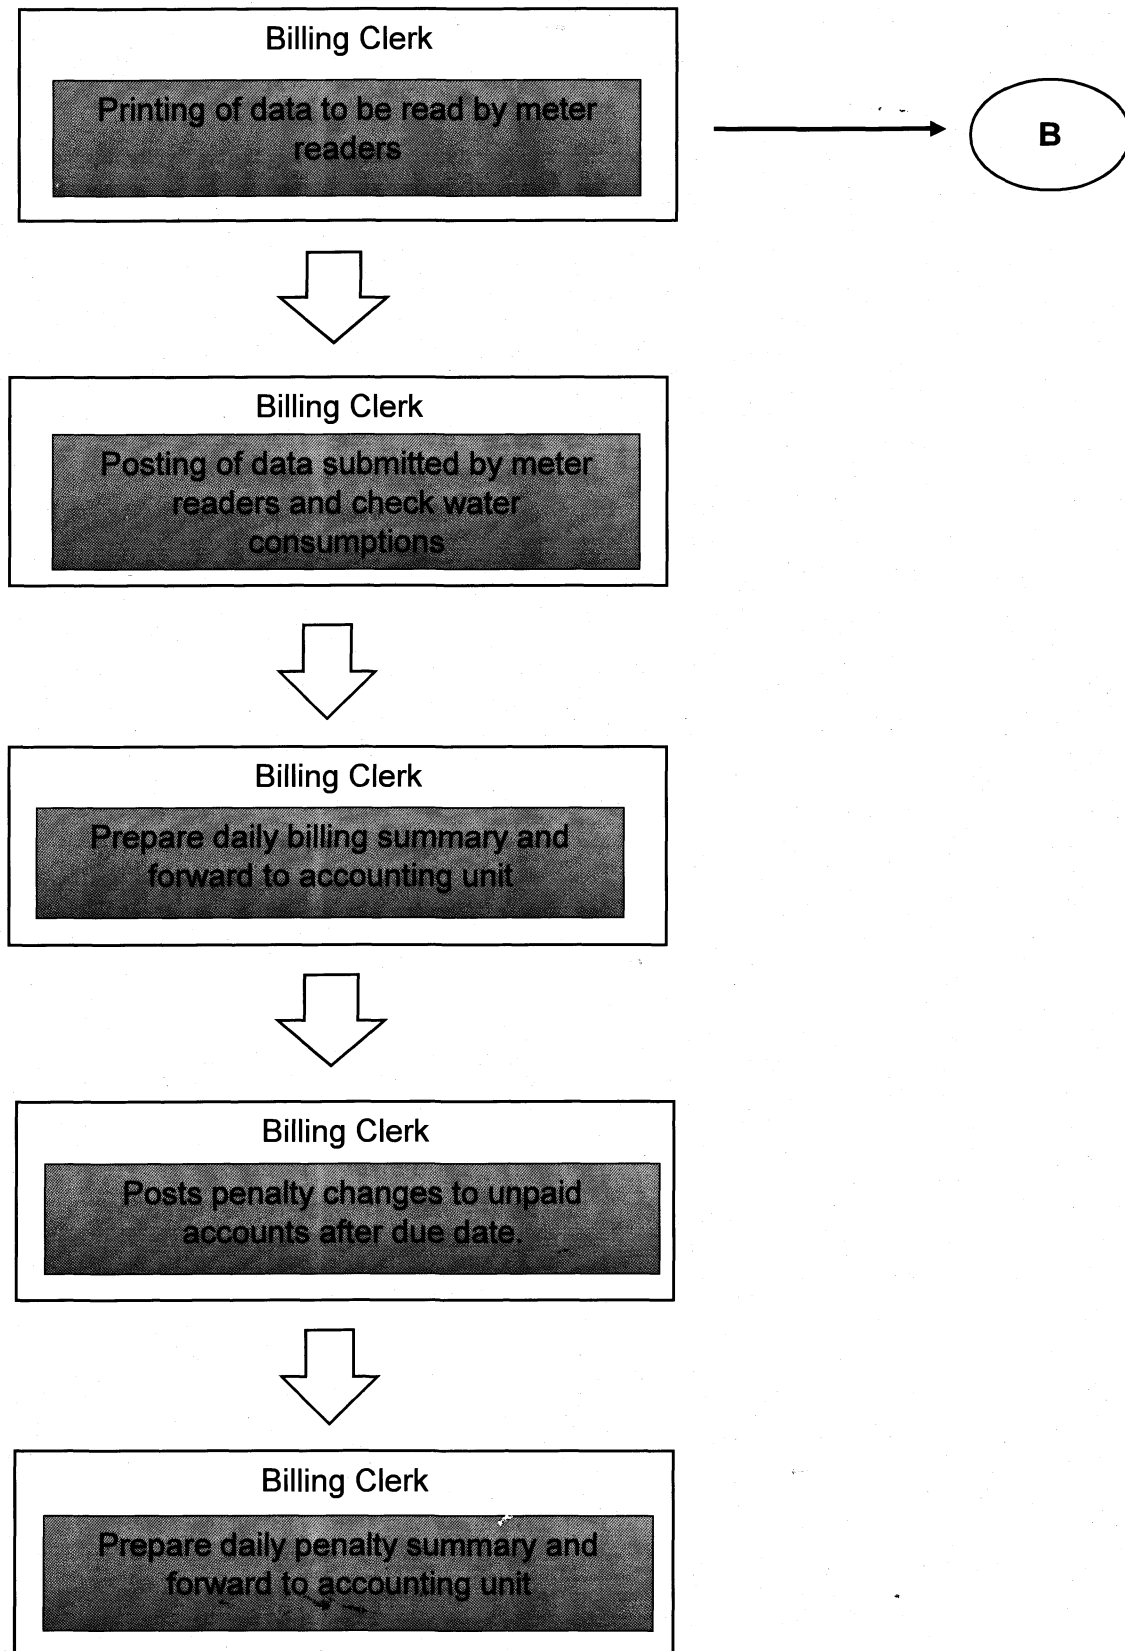 Billing Clerk
Printing of data to be read by meter
readers
B
Billing Clerk
Posting of data submitted by meter
readers and check water
consumptions
Billing Clerk
Prepare daily billing summary and
forward to accounting unit
Billing Clerk
Posts penalty changes to unpaid
accounts after due date.
Billing Clerk
Prepare daily penalty summary and
forward to accounting unit